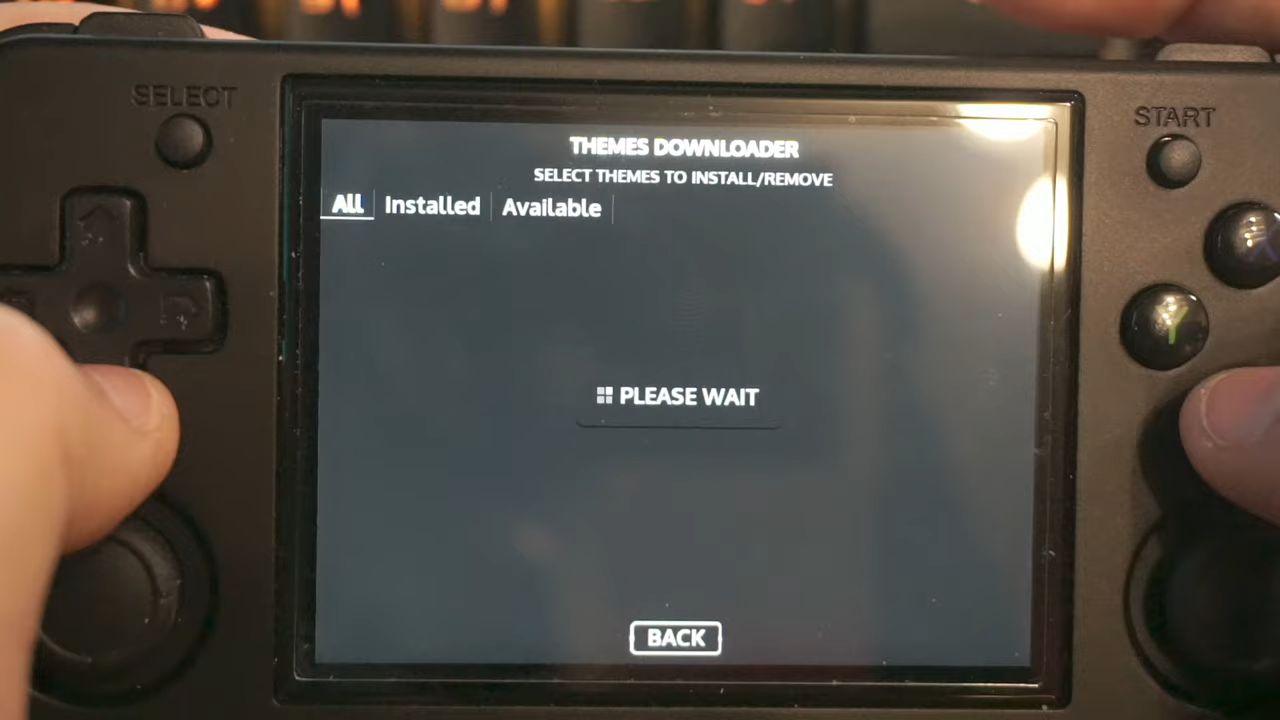 SELECT
START
THEMES DOWNLOADER
SELECT THEMES TO INSTALL/REMOVE
All Installed Available
Y
X
PLEASE WAIT
BACK